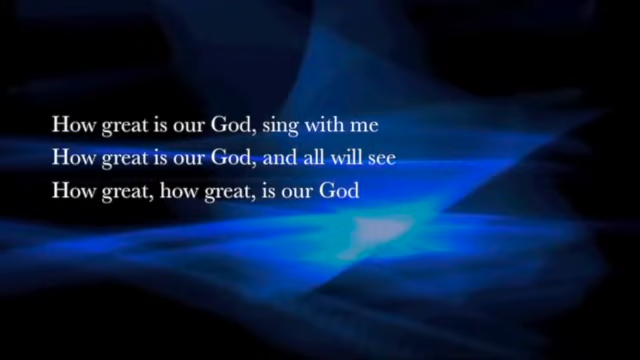 How great is our God, sing with me
How great is our God, and all will see
How great, how great, is our God